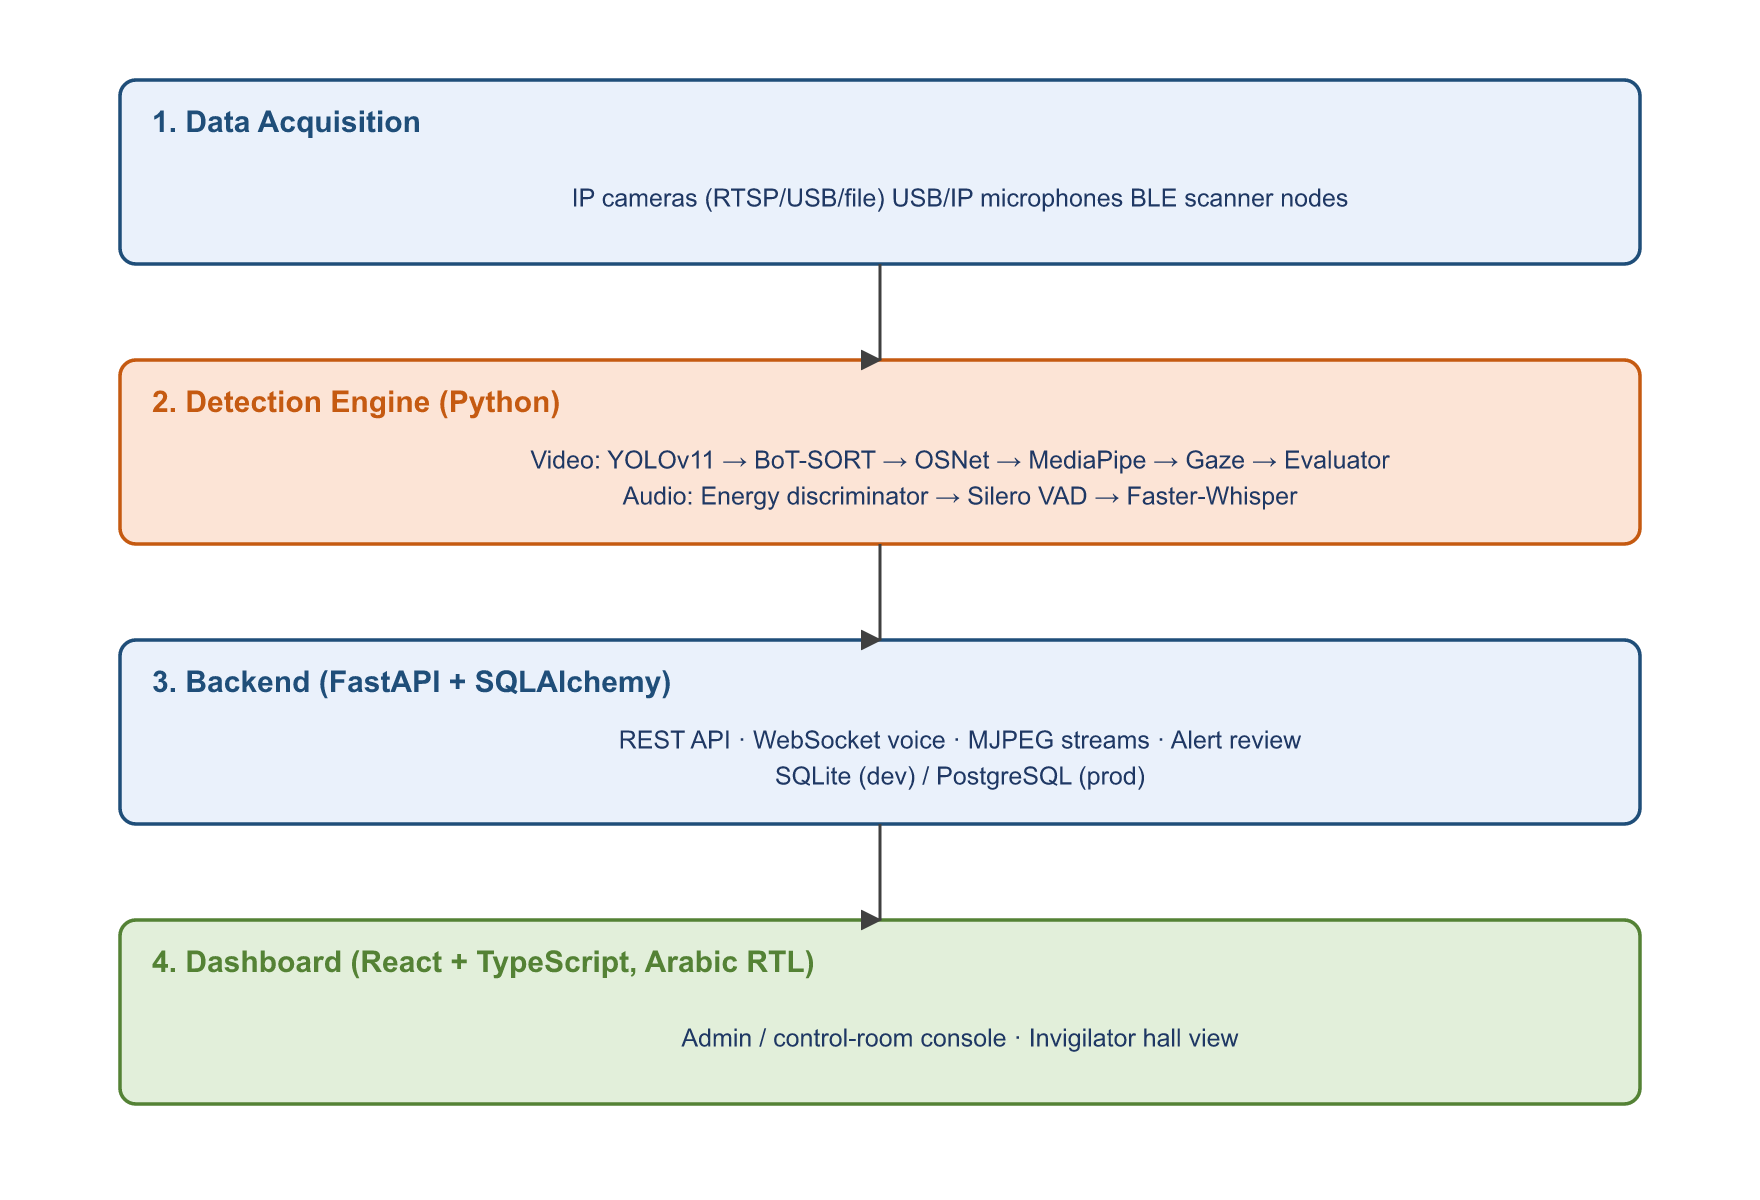 1. Data Acquisition
IP cameras (RTSP/USB/file) USB/IP microphones BLE scanner nodes
2. Detection Engine (Python)
Video: YOLOv11 → BoT-SORT → OSNet → MediaPipe → Gaze → Evaluator
Audio: Energy discriminator → Silero VAD → Faster-Whisper
3. Backend (FastAPI + SQLAlchemy)
REST API · WebSocket voice · MJPEG streams · Alert review
SQLite (dev) / PostgreSQL (prod)
4. Dashboard (React + TypeScript, Arabic RTL)
Admin / control-room console · Invigilator hall view